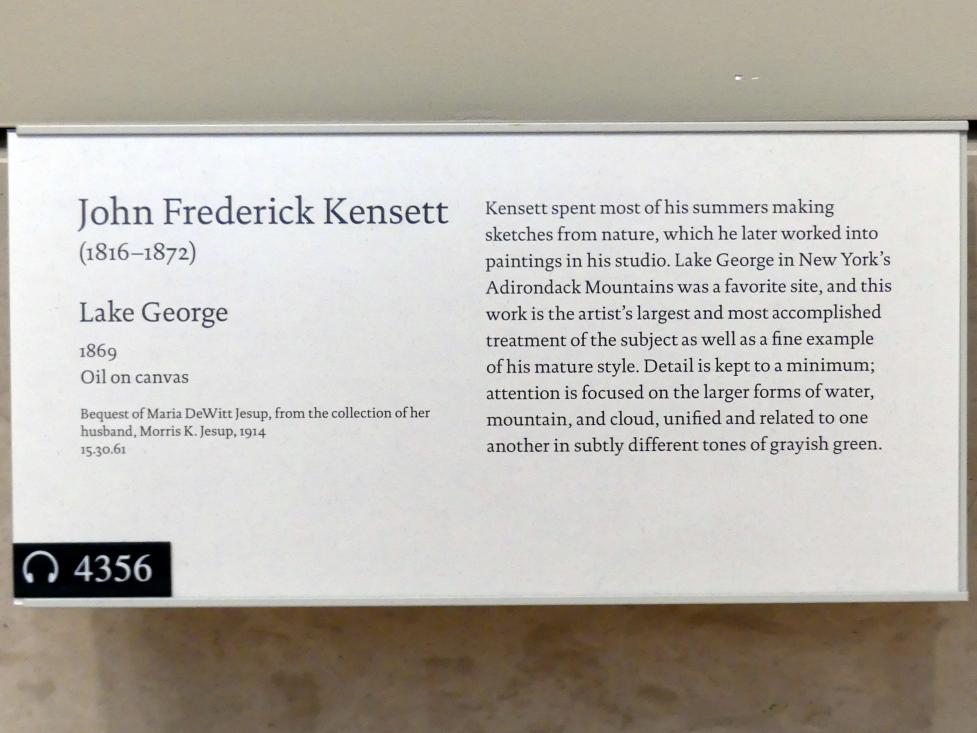 John Frederick Kensett
(1816–1872)
Lake George
1869
Oil on canvas
Bequest of Maria DeWitt Jesup, from the collection of her
husband, Morris K. Jesup, 1914
15.30.61
Kensett spent most of his summers making
sketches from nature, which he later worked into
paintings in his studio. Lake George in New York’s
Adirondack Mountains was a favorite site, and this
work is the artist’s largest and most accomplished
treatment of the subject as well as a fine example
of his mature style. Detail is kept to a minimum;
attention is focused on the larger forms of water,
mountain, and cloud, unified and related to one
another in subtly different tones of grayish green.
4356